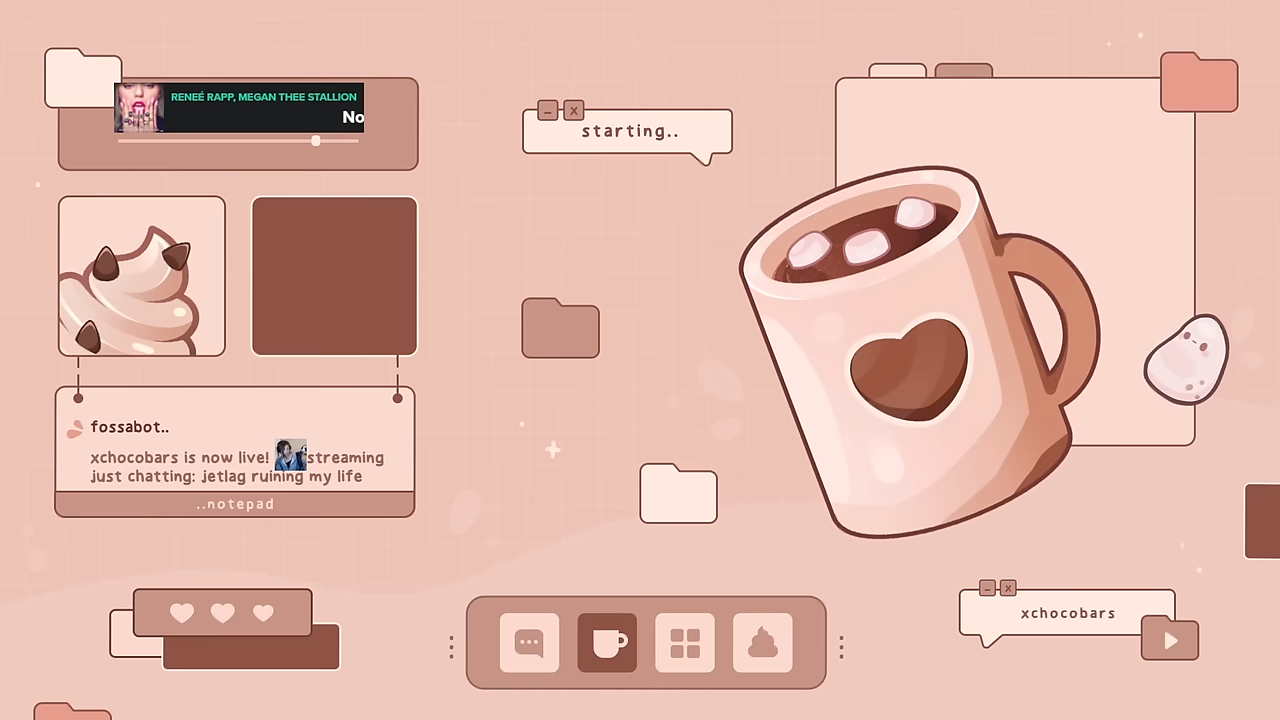 RENEÉ RAPP, MEGAN THEE STALLION
No
starting..
fossabot..
xchocobars is now live! streaming
just chatting: jetlag ruining my life
..notepad
xchocobars